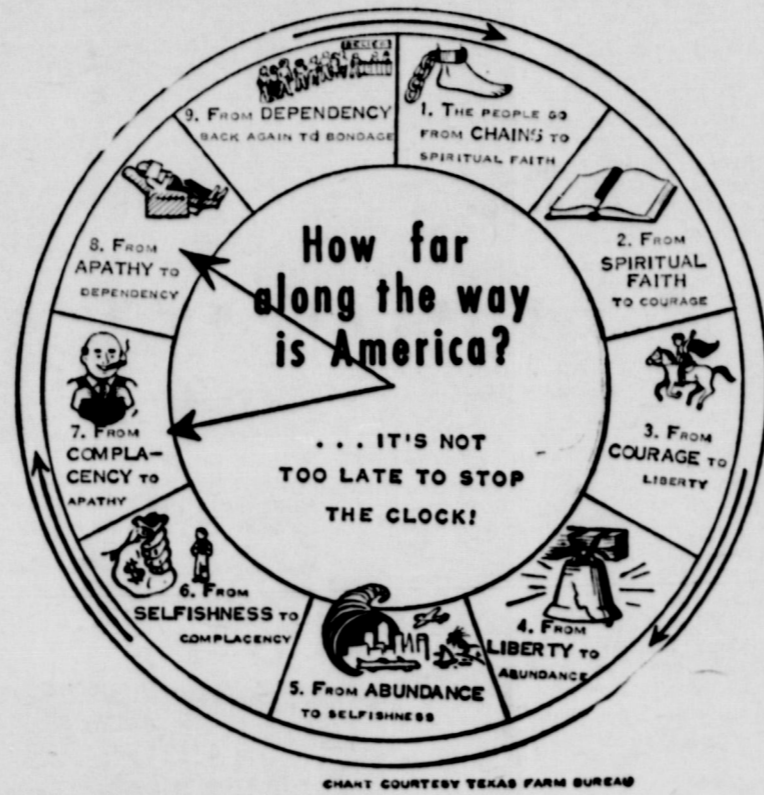 How far
along the way
is America?
. . . IT'S NOT
TOO LATE TO STOP
THE CLOCK!
1. THE PEOPLE GO
FROM CHAINS TO
SPIRITUAL FAITH
2. FROM
SPIRITUAL
FAITH
TO COURAGE
3. FROM
COURAGE TO
LIBERTY
4. FROM
LIBERTY TO
ABUNDANCE
5. FROM ABUNDANCE
TO SELFISHNESS
6. FROM
SELFISHNESS TO
COMPLACENCY
7. FROM
COMPLA-
CENCY TO
APATHY
8. FROM
APATHY TO
DEPENDENCY
9. FROM DEPENDENCY
BACK AGAIN TO BONDAGE
$
CHART COURTESY TEXAS FARM BUREAU